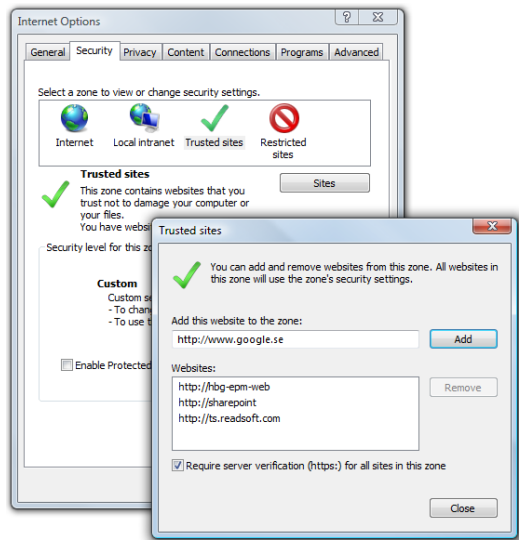 Internet Options
General Security Privacy Content Connections Programs Advanced
Select a zone to view or change security settings.
Internet Local intranet Trusted sites Restricted sites
Trusted sites
Sites
This zone contains websites that you
trust not to damage your computer or
your files.
You have websi
Security level for this zo
Custom
Custom se
- To chan
- To use t
Enable Protected
Trusted sites
You can add and remove websites from this zone. All websites in
this zone will use the zone's security settings.
Add this website to the zone:
http://www.google.se
Add
Websites:
http://hbg-epm-web
http://sharepoint
http://ts.readsoft.com
Remove
Require server verification (https:) for all sites in this zone
Close